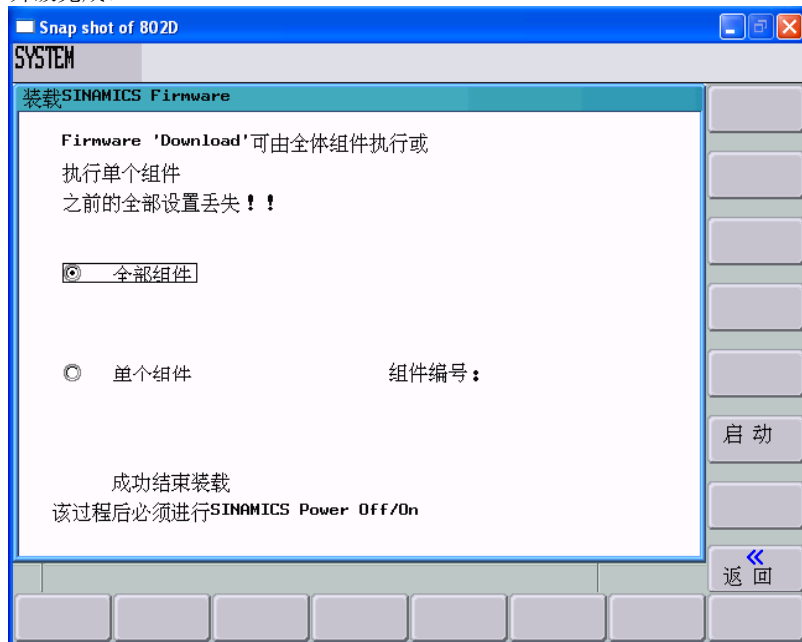 Snap shot of 802D
SYSTEM
装载SINAMICS Firmware
Firmware 'Download'可由全体组件执行或
执行单个组件
之前的全部设置丢失！！
全部组件
单个组件 组件编号：
启动
成功结束装载
该过程后必须进行SINAMICS Power Off/On
返回